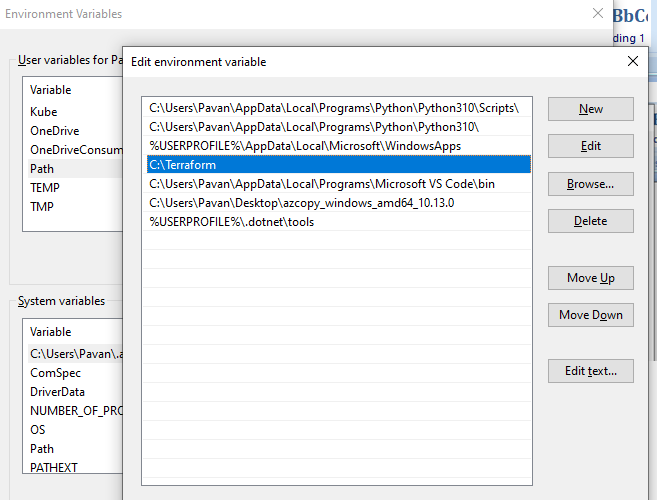 Environment Variables
BbCc
ding 1
User variables for Pa
Variable
Kube
OneDrive
OneDriveConsum
Path
TEMP
TMP
System variables
Variable
C:\Users\Pavan\.a
ComSpec
DriverData
NUMBER_OF_PRO
OS
Path
PATHEXT
Edit environment variable
C:\Users\Pavan\AppData\Local\Programs\Python\Python310\Scripts\
C:\Users\Pavan\AppData\Local\Programs\Python\Python310\
%USERPROFILE%\AppData\Local\Microsoft\WindowsApps
C:\Terraform
C:\Users\Pavan\AppData\Local\Programs\Microsoft VS Code\bin
C:\Users\Pavan\Desktop\azcopy_windows_amd64_10.13.0
%USERPROFILE%\.dotnet\tools
New
Edit
Browse...
Delete
Move Up
Move Down
Edit text...